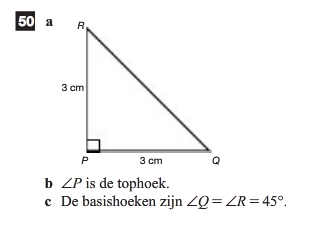 50 a
R
3 cm
P
3 cm
Q
b ∠P is de tophoek.
c De basishoeken zijn ∠Q = ∠R = 45°.